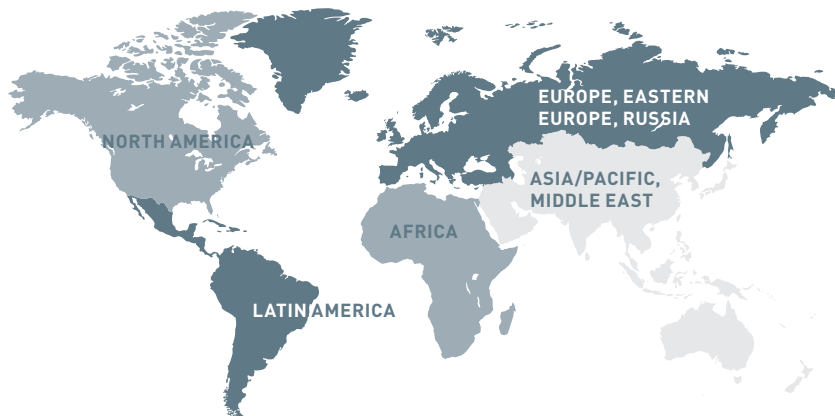 NORTH AMERICA
EUROPE, EASTERN
EUROPE, RUSSIA
ASIA/PACIFIC,
MIDDLE EAST
AFRICA
LATIN AMERICA